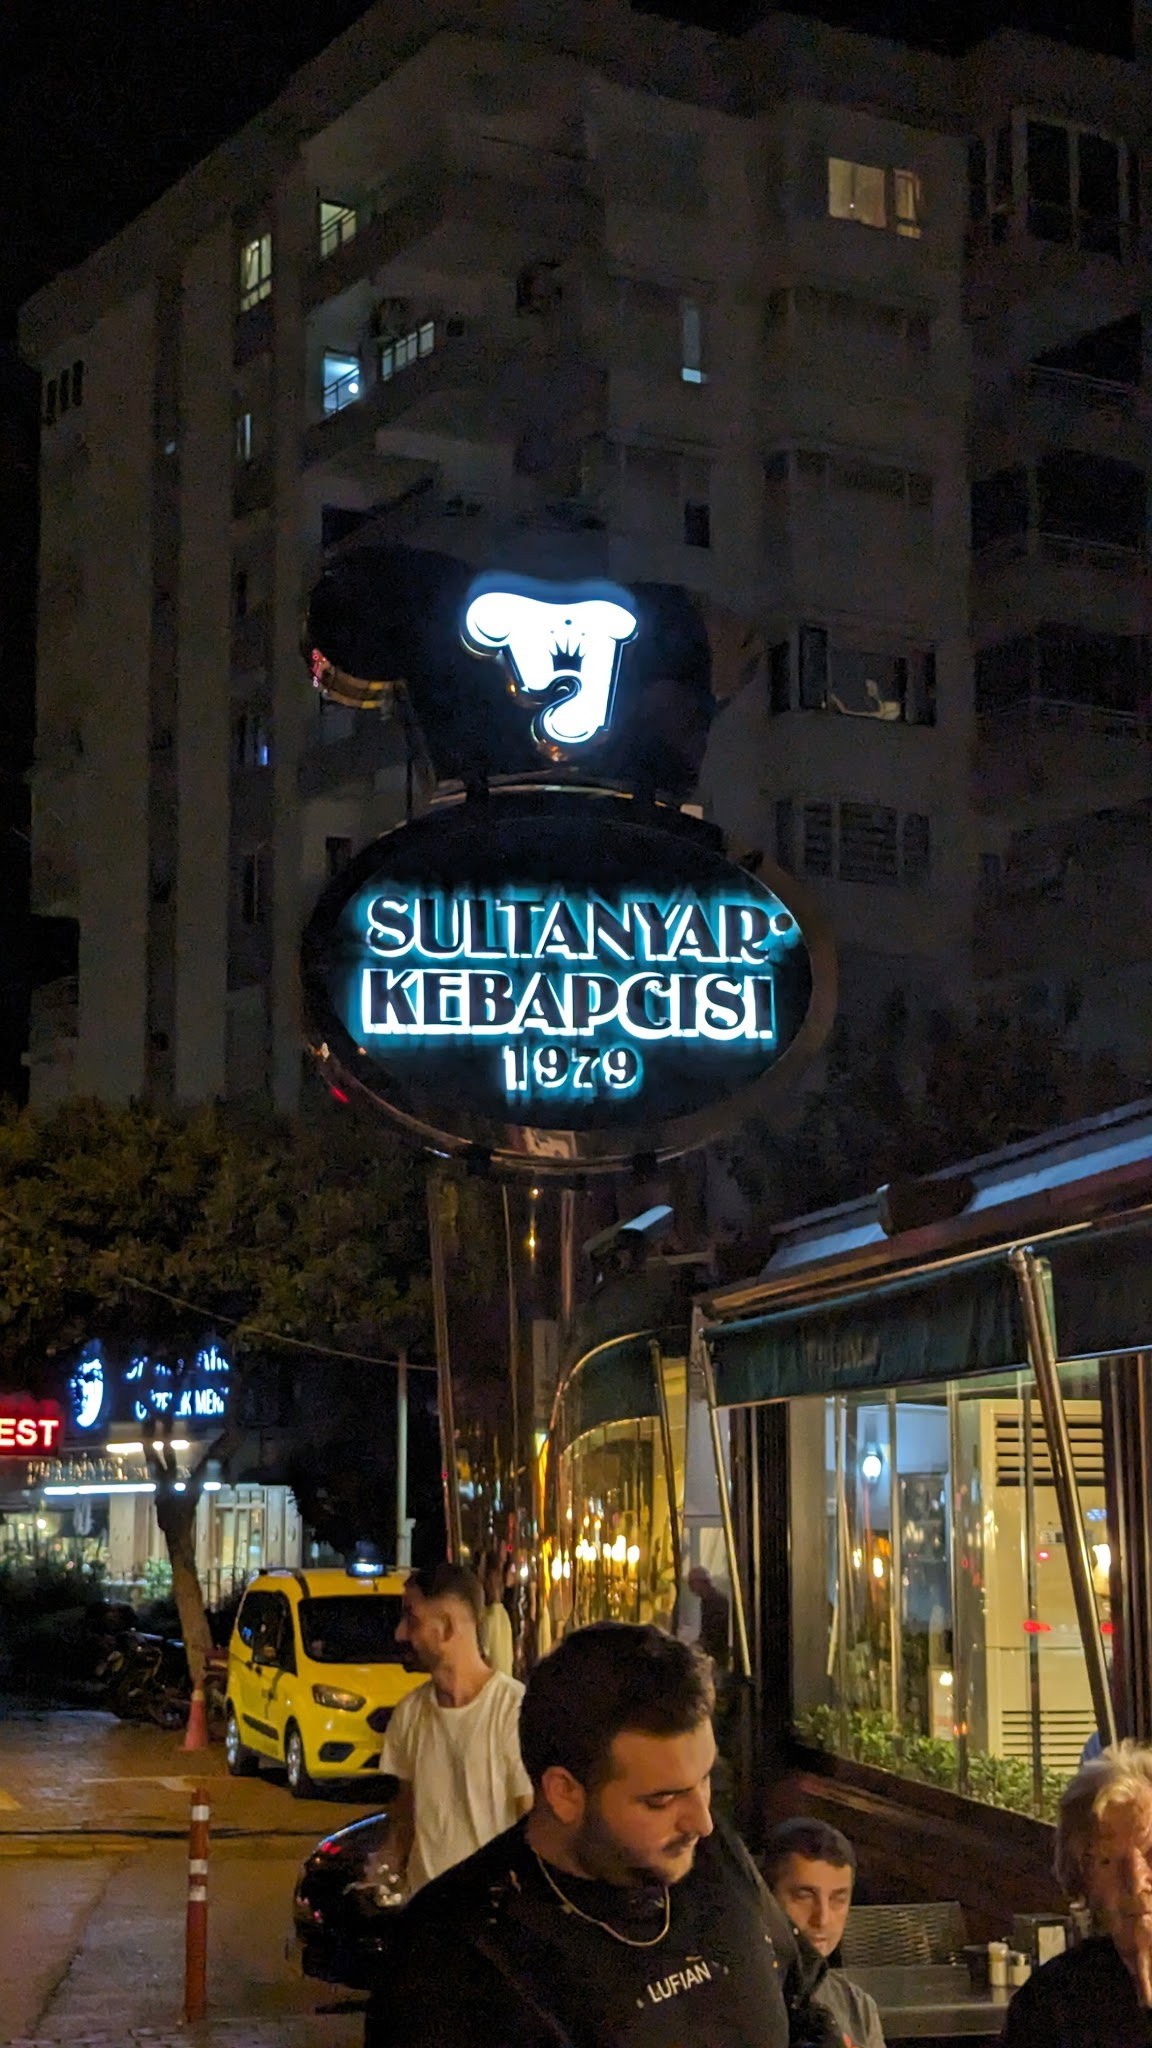 SULTANYAR
KEBAPCISI
1979
EST
LUFIAN